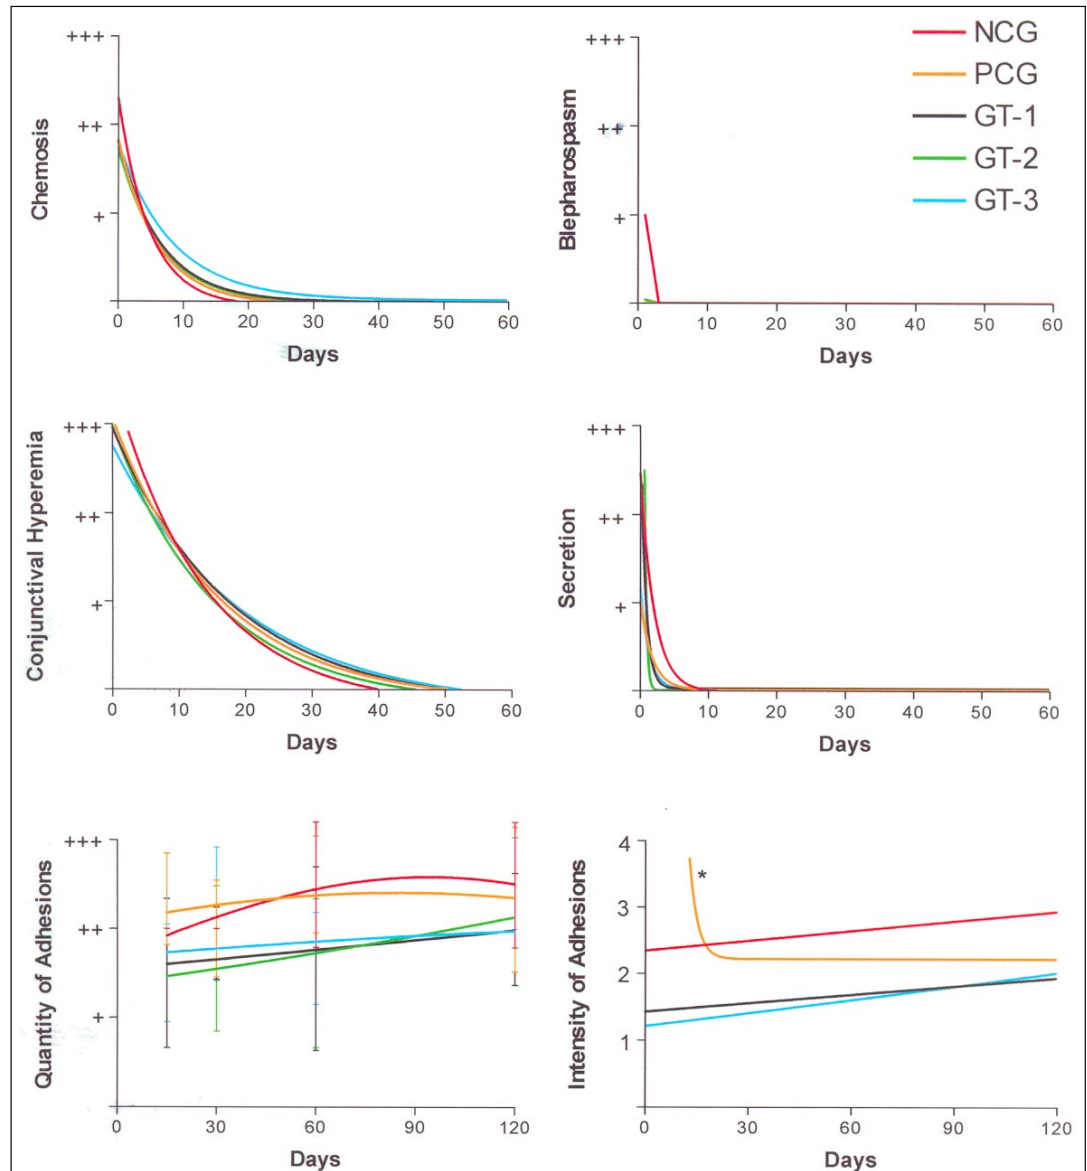 +++
++
+
Chemosis
0 10 20 30 40 50 60
Days
+++
++
+
Blepharospasm
0 10 20 30 40 50 60
Days
NCG
PCG
GT-1
GT-2
GT-3
+++
++
+
Conjunctival Hyperemia
0 10 20 30 40 50 60
Days
+++
++
+
Secretion
0 10 20 30 40 50 60
Days
+++
++
+
Quantity of Adhesions
0 30 60 90 120
Days
4
3
2
1
*
Intensity of Adhesions
0 30 60 90 120
Days